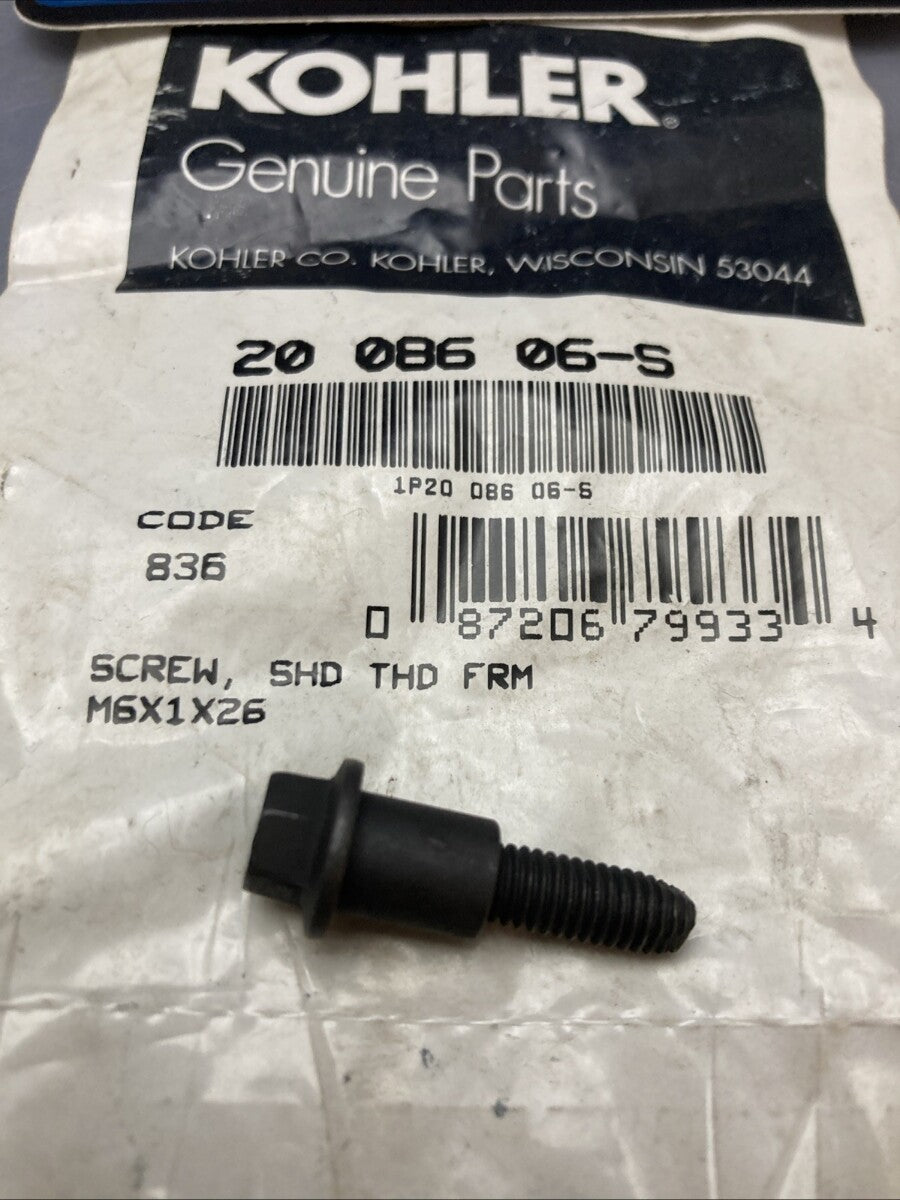 KOHLER®
Genuine Parts
KOHLER CO. KOHLER, WISCONSIN 53044
20 086 06-S
1P20 086 06-S
CODE
836
0 87206 79933 4
SCREW, SHD THD FRM
M6X1X26